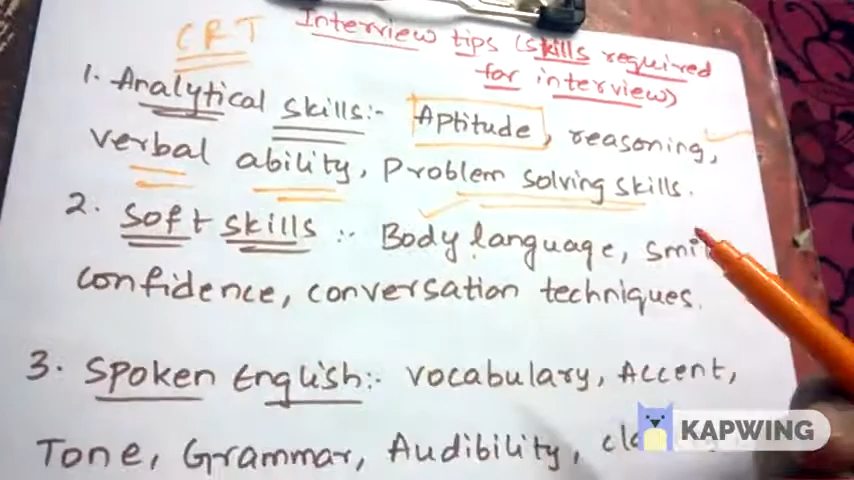 CRT Interview tips (skills required
for interview)
1. Analytical skills:- Aptitude, reasoning,
verbal ability, Problem solving skills.
2. Soft skills :- Body language,
confidence, conversation techniques.
3. Spoken English:- vocabulary, Accent,
Tone, Grammar, Audibility,
KAPWING